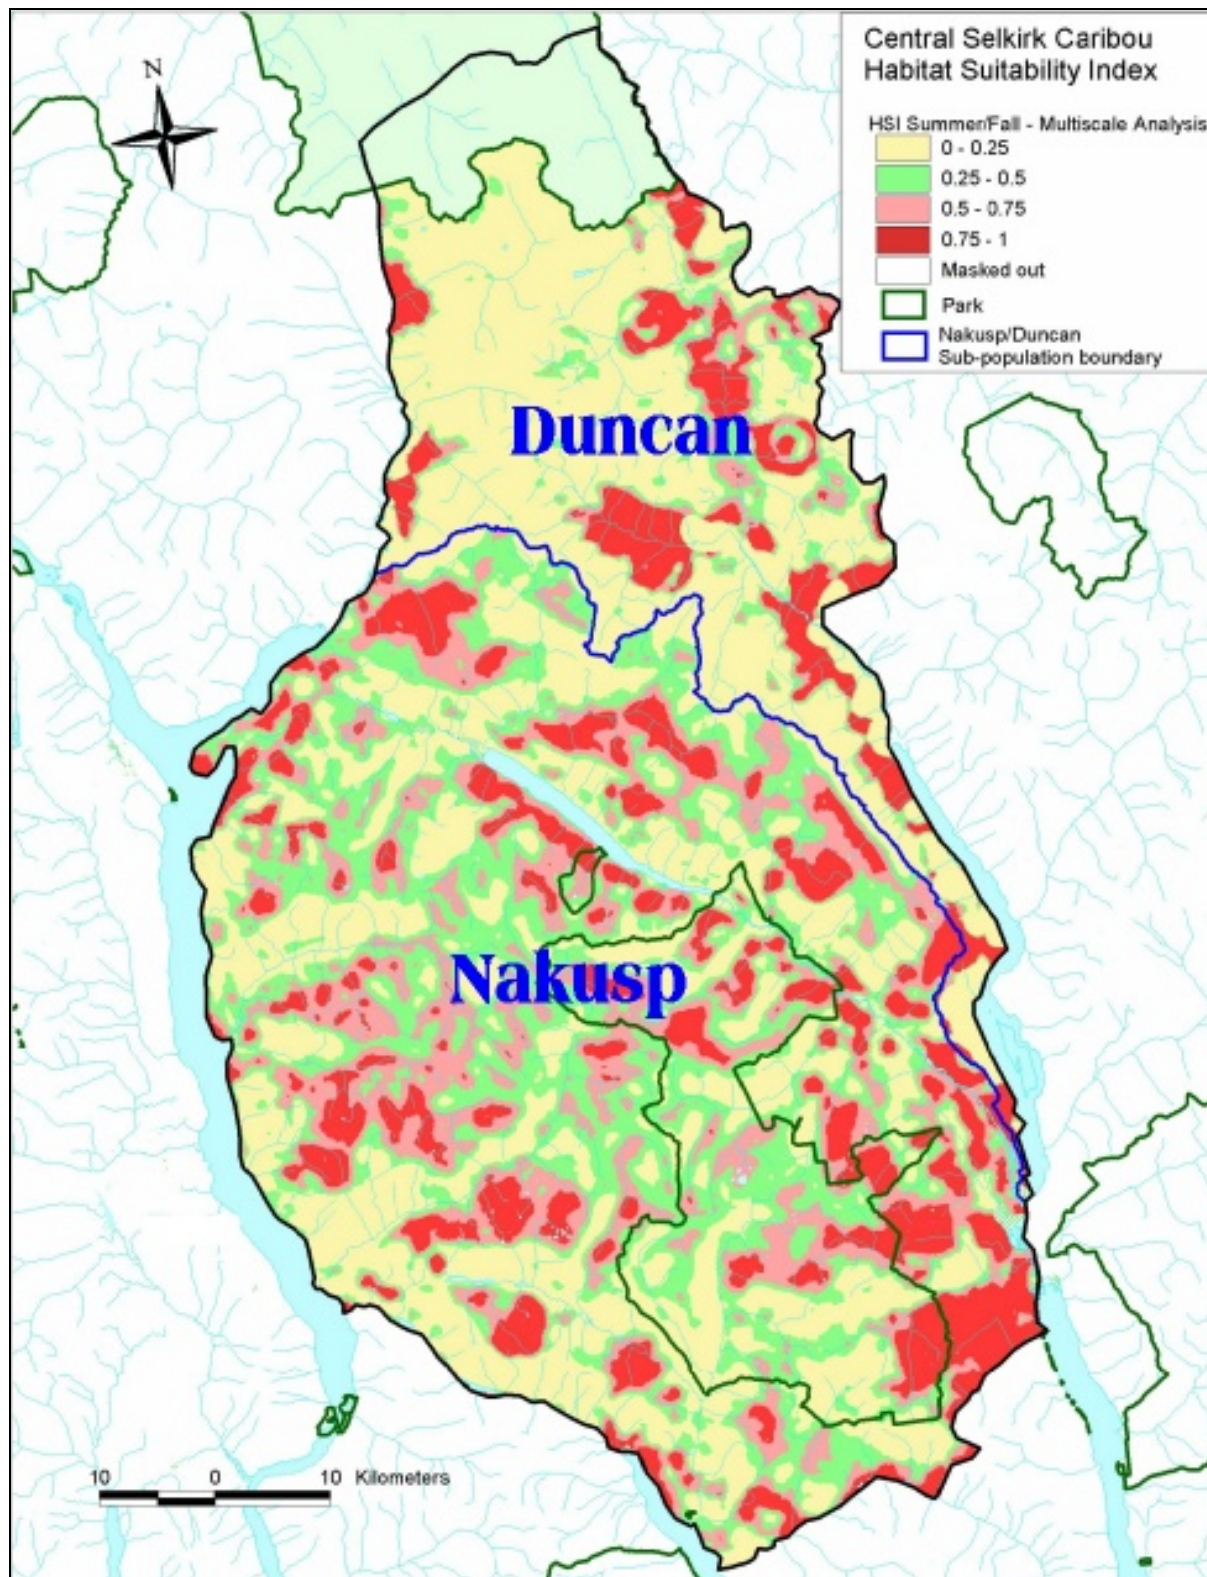 Central Selkirk Caribou
Habitat Suitability Index
HSI Summer/Fall - Multiscale Analysis
0 - 0.25
0.25 - 0.5
0.5 - 0.75
0.75 - 1
Masked out
Park
Nakusp/Duncan
Sub-population boundary
N
Duncan
Nakusp
10 0 10 Kilometers